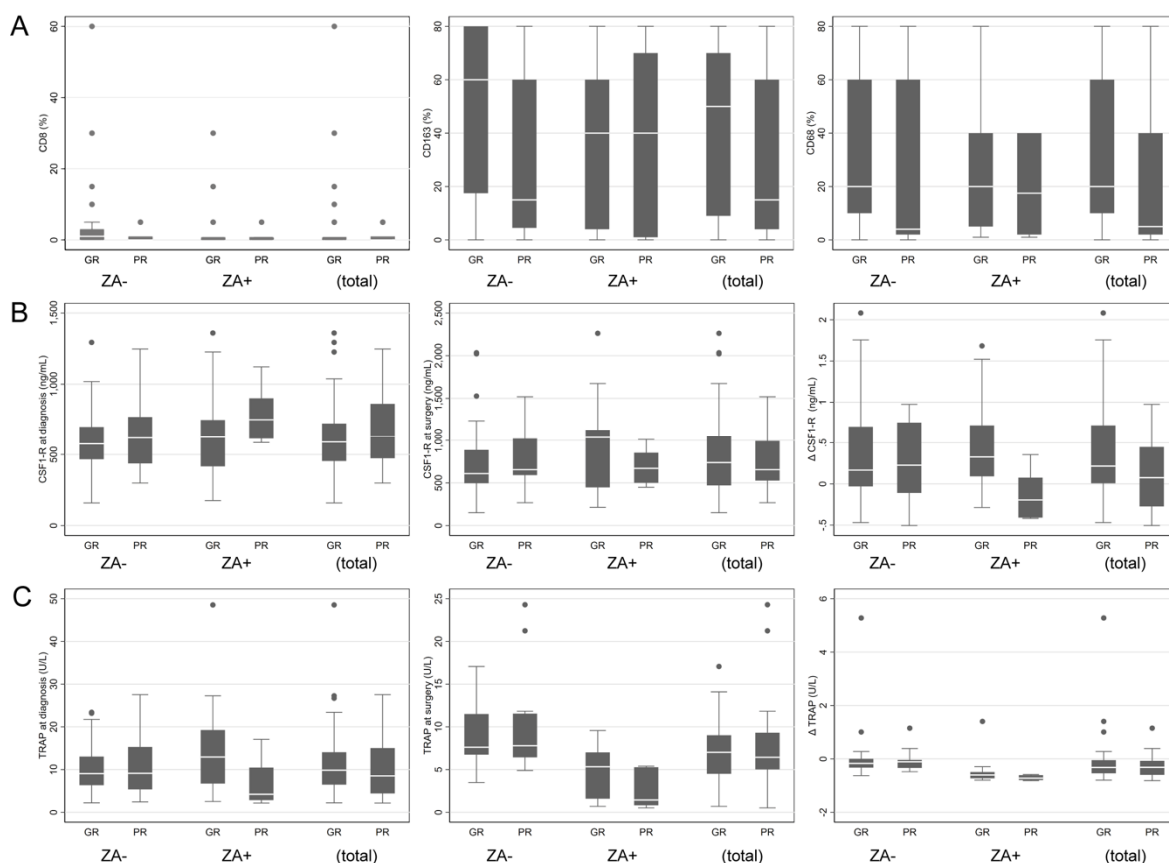 A
CD8 (%)
60
40
20
0
GR PR GR PR GR PR
ZA- ZA+ (total)
CD163 (%)
80
60
40
20
0
GR PR GR PR GR PR
ZA- ZA+ (total)
CD68 (%)
80
60
40
20
0
GR PR GR PR GR PR
ZA- ZA+ (total)
B
CSF1-R at diagnosis (ng/mL)
1,500
1,000
500
0
GR PR GR PR GR PR
ZA- ZA+ (total)
CSF1-R at surgery (ng/mL)
2,500
2,000
1,500
1,000
500
0
GR PR GR PR GR PR
ZA- ZA+ (total)
Δ CSF1-R (ng/mL)
2
1.5
1
.5
0
-.5
GR PR GR PR GR PR
ZA- ZA+ (total)
C
TRAP at diagnosis (U/L)
50
40
30
20
10
0
GR PR GR PR GR PR
ZA- ZA+ (total)
TRAP at surgery (U/L)
25
20
15
10
5
0
GR PR GR PR GR PR
ZA- ZA+ (total)
Δ TRAP (U/L)
6
4
2
0
-2
GR PR GR PR GR PR
ZA- ZA+ (total)